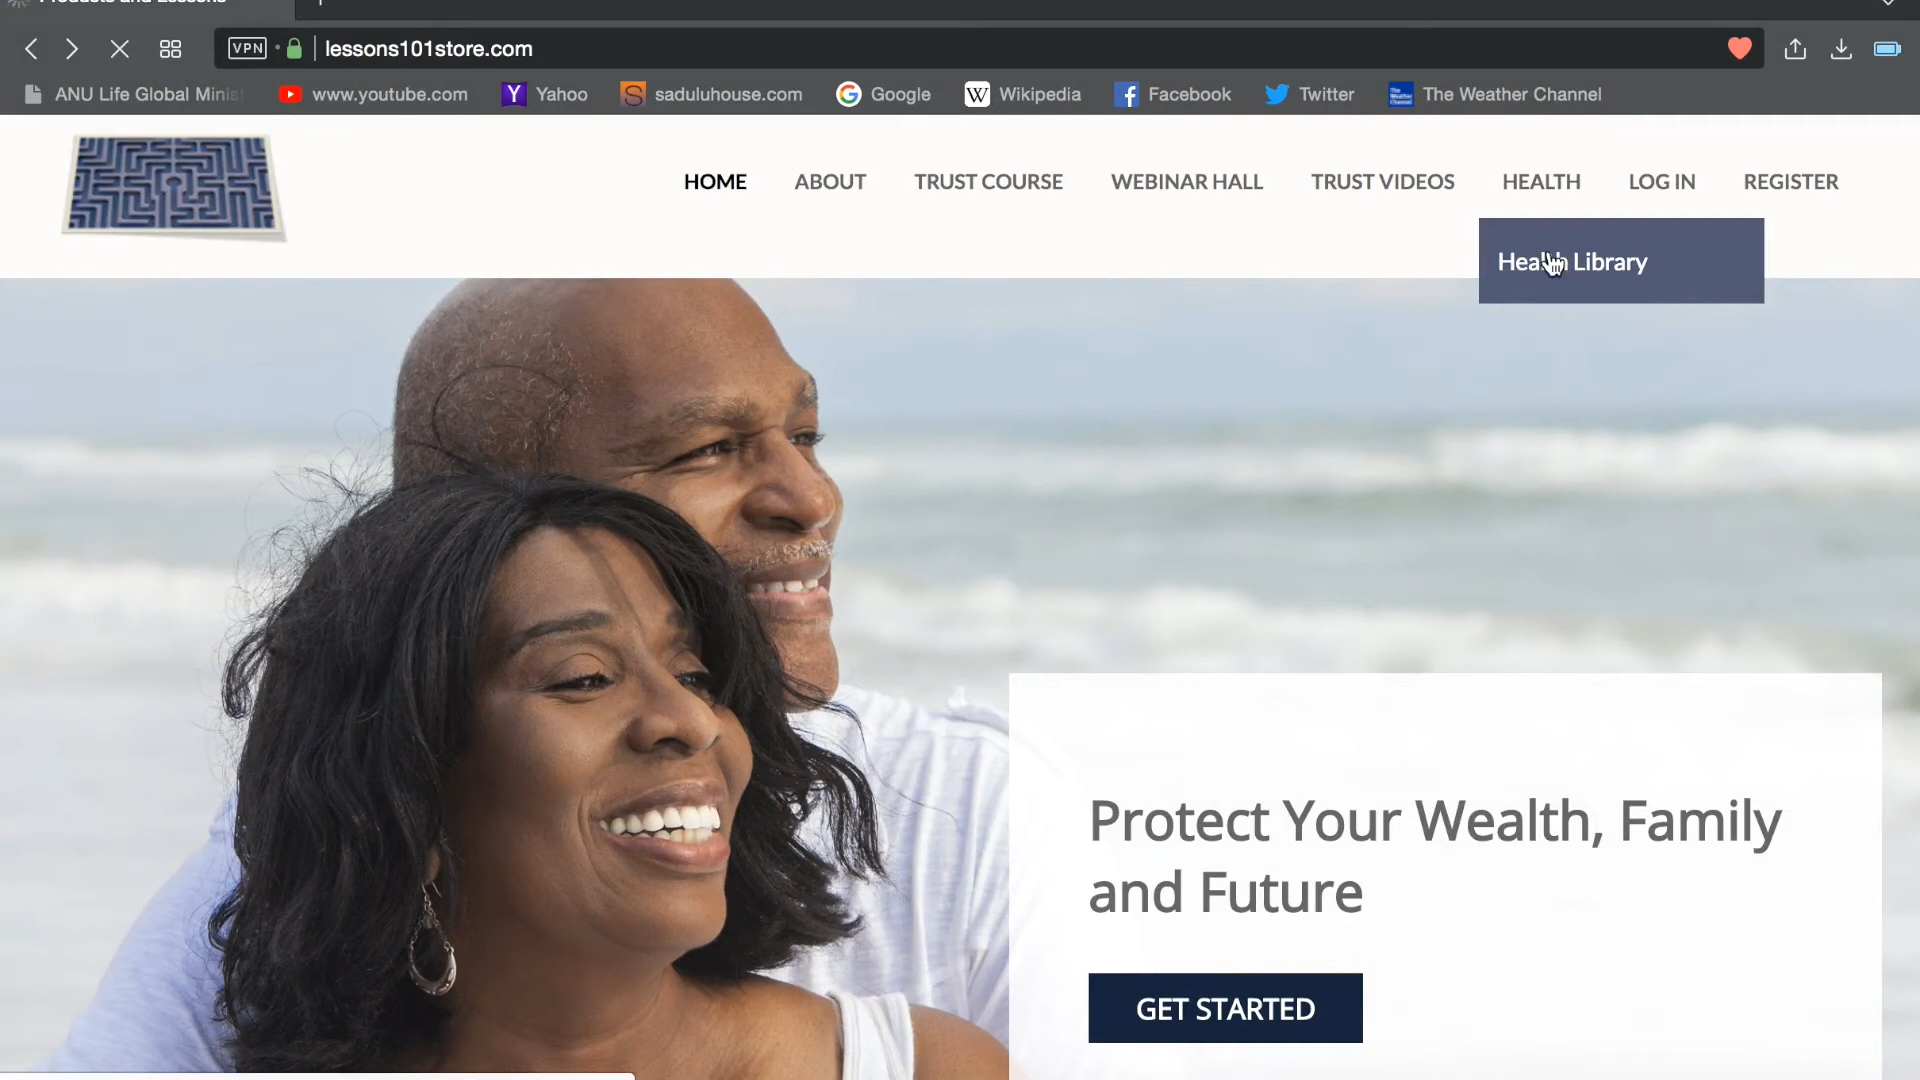 VPN lessons101store.com
ANU Life Global Minis www.youtube.com Yahoo saduluhouse.com Google Wikipedia Facebook Twitter The Weather Channel
HOME ABOUT TRUST COURSE WEBINAR HALL TRUST VIDEOS HEALTH LOG IN REGISTER
Health Library
Protect Your Wealth, Family
and Future
GET STARTED